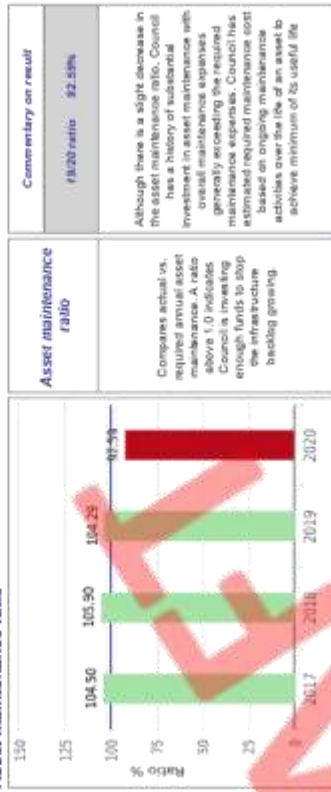 150
125
100
75
50
25
0
Ratio %
104.50
105.90
104.29
2017
2018
2019
2020
Asset maintenance
ratio
Compares actual vs.
required annual asset
maintenance. A ratio
above 1.0 indicates
Council is investing
enough funds to stop
the infrastructure
backlog growing.
Commentary on result
19/20 ratio 92.59%
Although there is a slight decrease in
the asset maintenance ratio, Council
has a history of substantial
investment in asset maintenance with
overall maintenance expenses
generally exceeding the required
maintenance expenses. Council has
estimated required maintenance cost
based on ongoing maintenance
activities over the life of an asset to
achieve minimum of its useful life